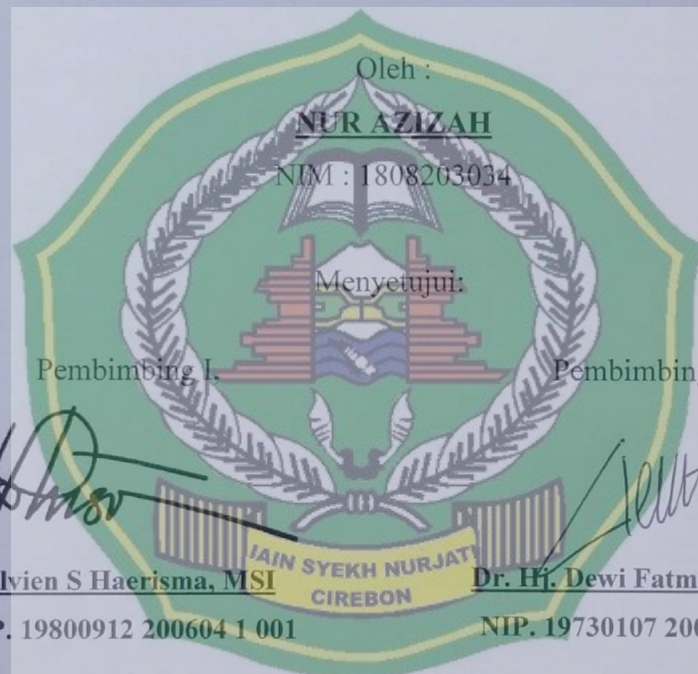 Oleh :
NUR AZIZAH
NIM : 1808203034
Menyetujui:
Pembimbing I,
Pembimbin
lvien S Haerisma, MSI
Dr. Hj. Dewi Fatm
P. 19800912 200604 1 001
NIP. 19730107 200
IAIN SYEKH NURJATI
CIREBON